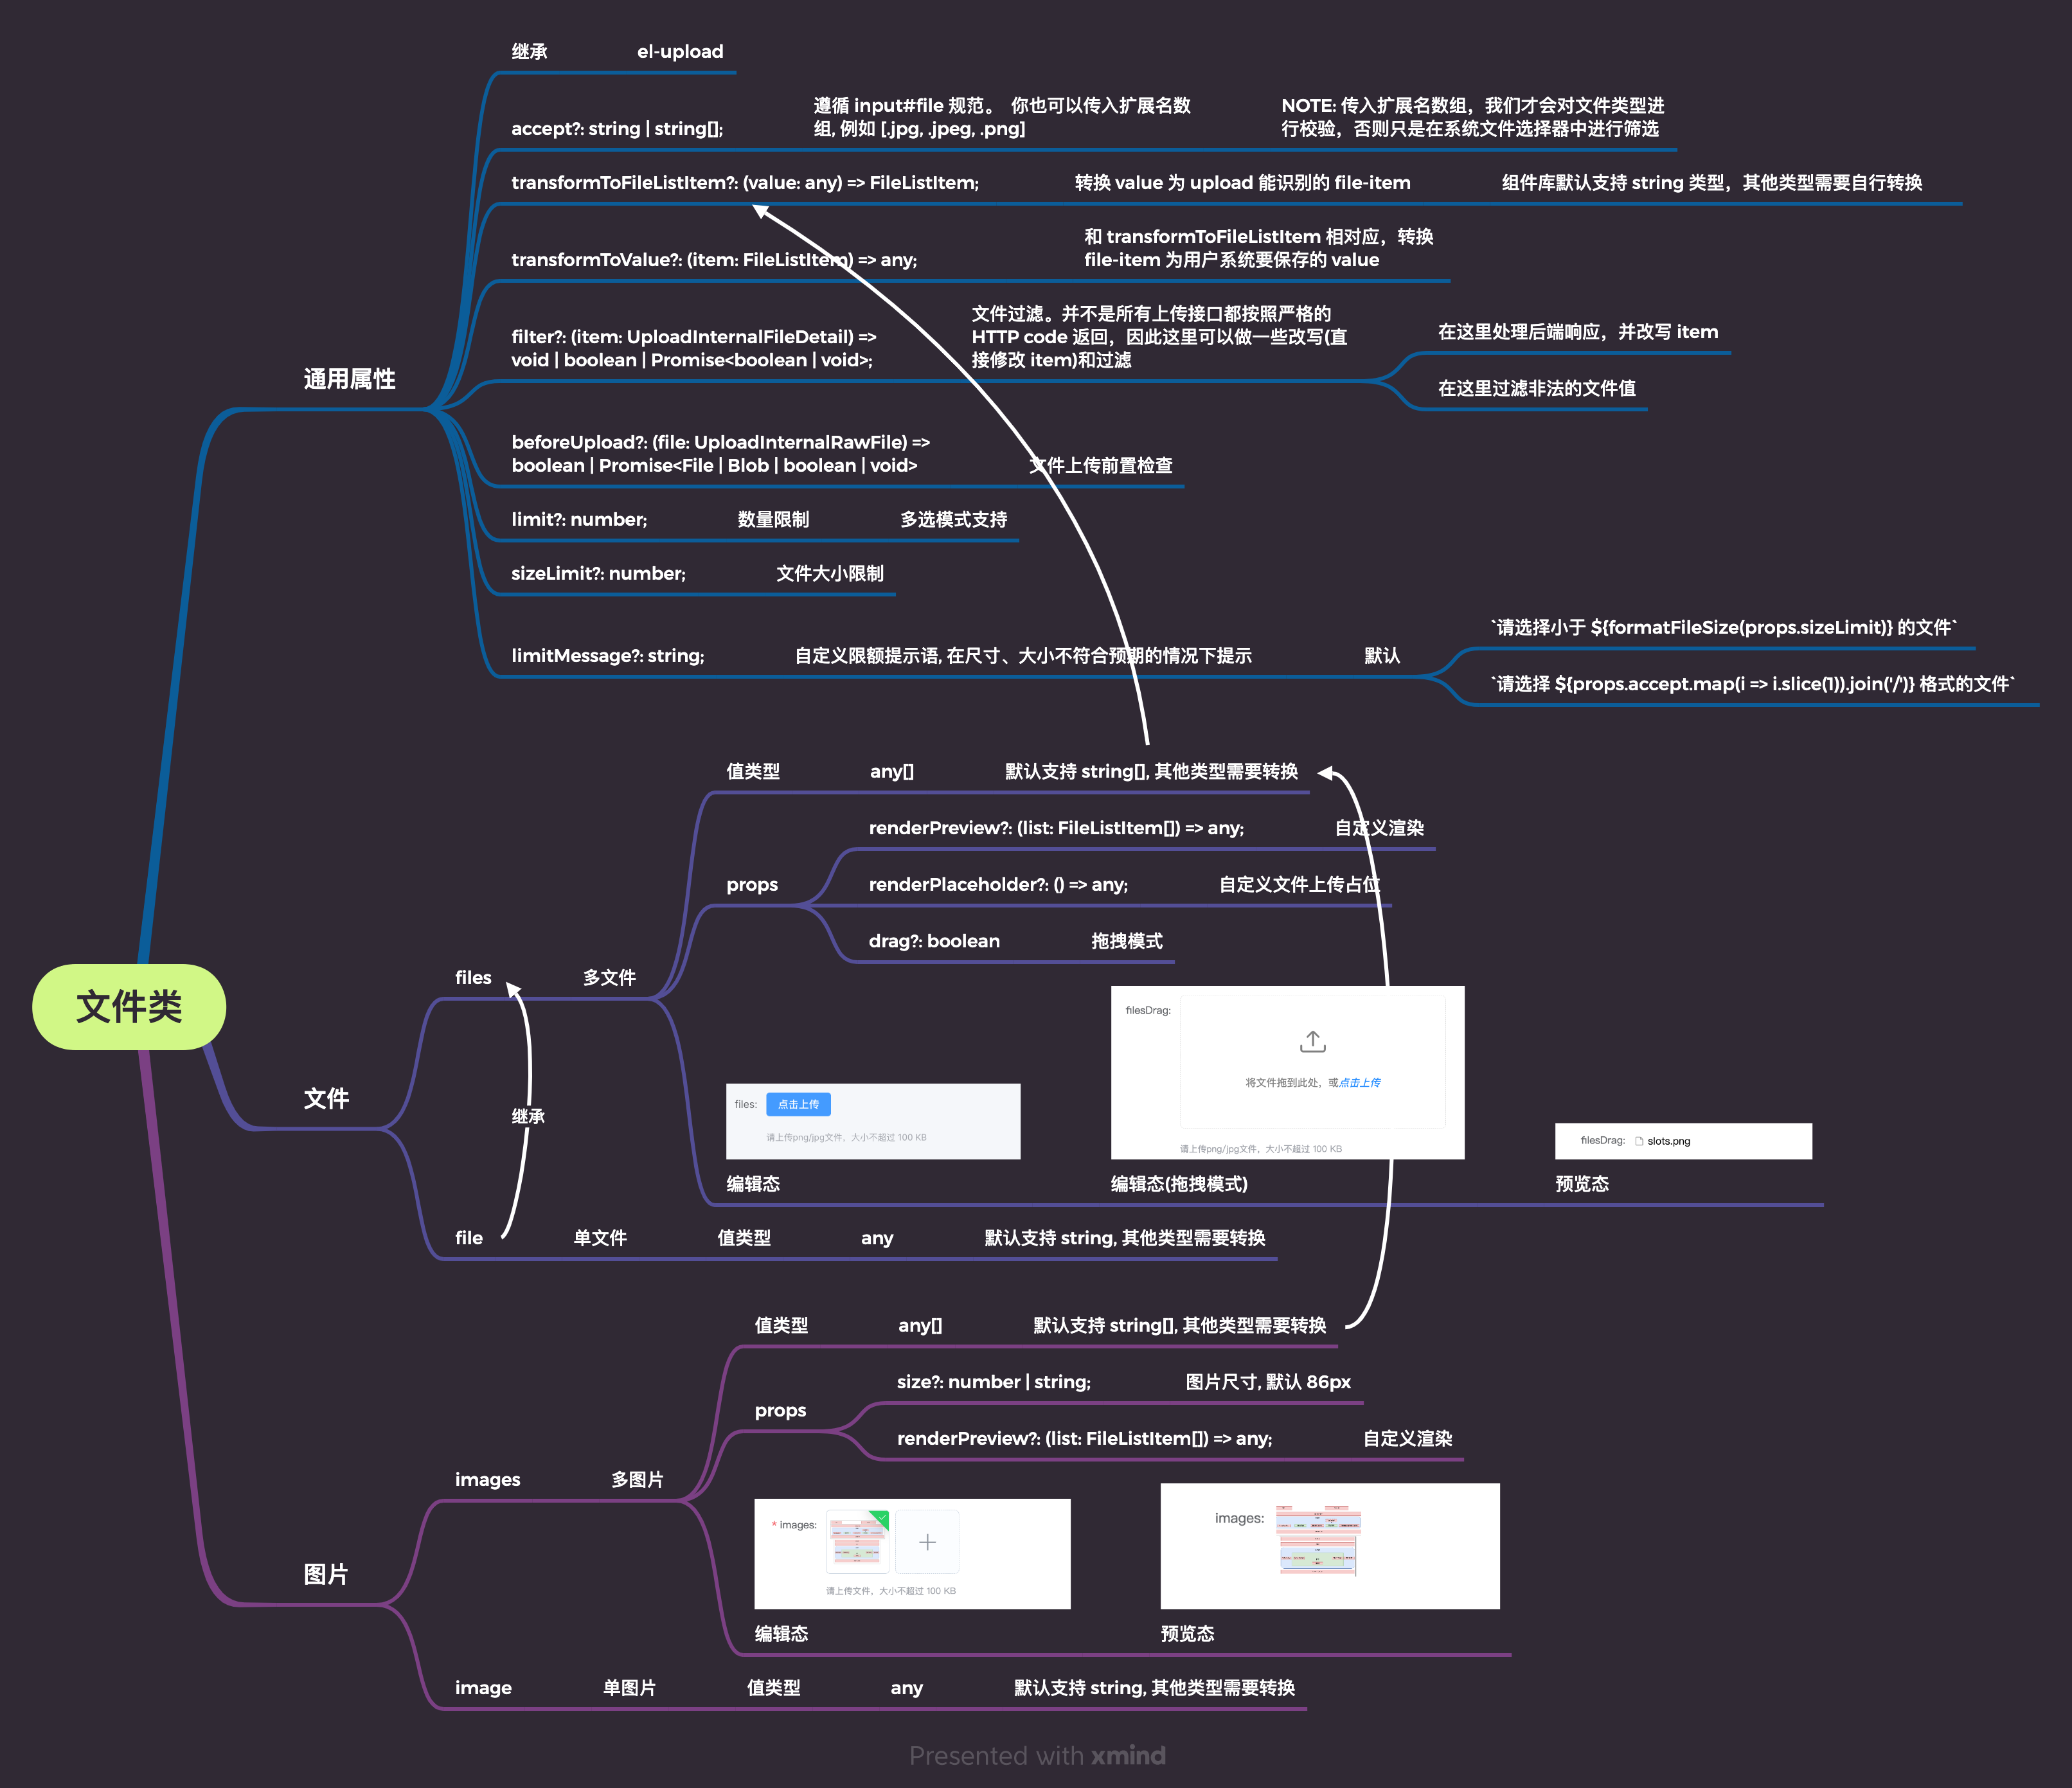 继承
el-upload
accept?: string | string[];
遵循 input#file 规范。 你也可以传入扩展名数
组, 例如 [.jpg, .jpeg, .png]
NOTE: 传入扩展名数组，我们才会对文件类型进
行校验，否则只是在系统文件选择器中进行筛选
transformToFileListItem?: (value: any) => FileListItem;
转换 value 为 upload 能识别的 file-item
组件库默认支持 string 类型，其他类型需要自行转换
transformToValue?: (item: FileListItem) => any;
和 transformToFileListItem 相对应，转换
file-item 为用户系统要保存的 value
filter?: (item: UploadInternalFileDetail) =>
void | boolean | Promise<boolean | void>;
文件过滤。并不是所有上传接口都按照严格的
HTTP code 返回，因此这里可以做一些改写(直
接修改 item)和过滤
在这里处理后端响应，并改写 item
在这里过滤非法的文件值
通用属性
beforeUpload?: (file: UploadInternalRawFile) =>
boolean | Promise<File | Blob | boolean | void>
文件上传前置检查
limit?: number;
数量限制
多选模式支持
sizeLimit?: number;
文件大小限制
limitMessage?: string;
自定义限额提示语, 在尺寸、大小不符合预期的情况下提示
默认
`请选择小于 ${formatFileSize(props.sizeLimit)} 的文件`
`请选择 ${props.accept.map(i => i.slice(1)).join('/')} 格式的文件`
文件类
文件
files
多文件
值类型
any[]
默认支持 string[], 其他类型需要转换
props
renderPreview?: (list: FileListItem[]) => any;
自定义渲染
renderPlaceholder?: () => any;
自定义文件上传占位
drag?: boolean
拖拽模式
files:
点击上传
请上传png/jpg文件，大小不超过 100 KB
编辑态
filesDrag:
将文件拖到此处，或点击上传
请上传png/jpg文件，大小不超过 100 KB
编辑态(拖拽模式)
filesDrag:
slots.png
预览态
继承
file
单文件
值类型
any
默认支持 string, 其他类型需要转换
图片
images
多图片
值类型
any[]
默认支持 string[], 其他类型需要转换
props
size?: number | string;
图片尺寸, 默认 86px
renderPreview?: (list: FileListItem[]) => any;
自定义渲染
* images:
请上传文件，大小不超过 100 KB
编辑态
images:
预览态
image
单图片
值类型
any
默认支持 string, 其他类型需要转换
Presented with xmind